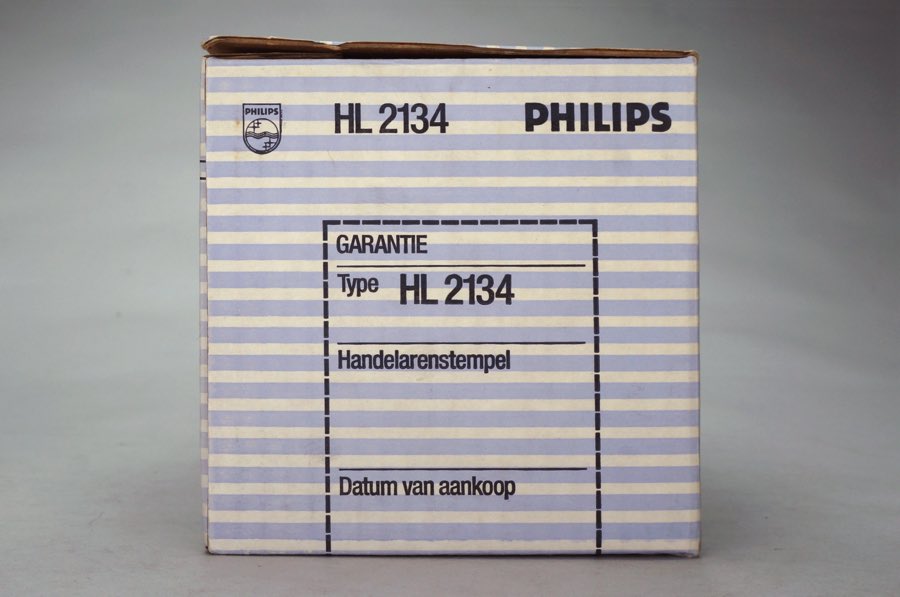 PHILIPS
HL 2134
PHILIPS
GARANTIE
Type HL 2134
Handelarenstempel
Datum van aankoop